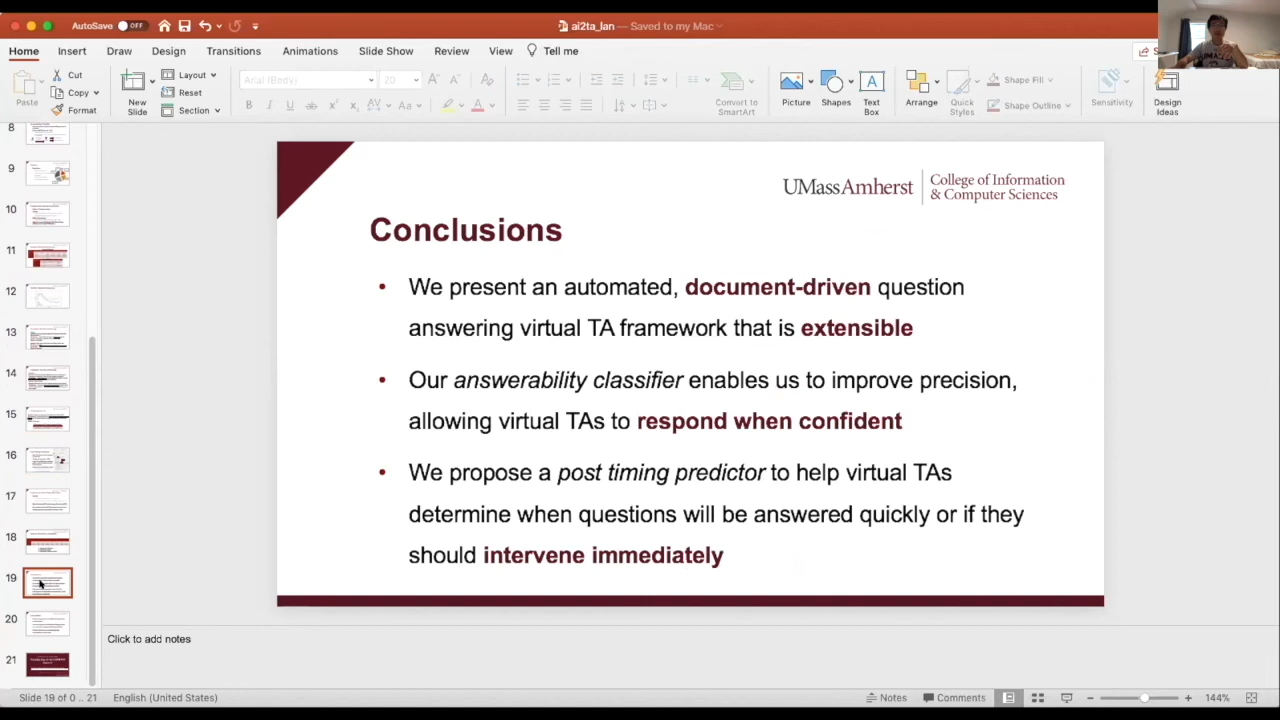 AutoSave OFF
ai2ta_lan — Saved to my Mac
Home Insert Draw Design Transitions Animations Slide Show Review View Tell me
Paste
Cut
Copy
Format
New Slide
Layout
Reset
Section
Arial (Body) 20
Convert to SmartArt
Picture
Shapes
Text Box
Arrange
Quick Styles
Shape Fill
Shape Outline
Sensitivity
Design Ideas
8
9
10
11
12
13
14
15
16
17
18
19
20
21
UMassAmherst College of Information
& Computer Sciences
Conclusions
• We present an automated, document-driven question
answering virtual TA framework that is extensible
• Our answerability classifier enables us to improve precision,
allowing virtual TAs to respond when confident
• We propose a post timing predictor to help virtual TAs
determine when questions will be answered quickly or if they
should intervene immediately
Click to add notes
Slide 19 of 0 .. 21 English (United States) Notes Comments 144%